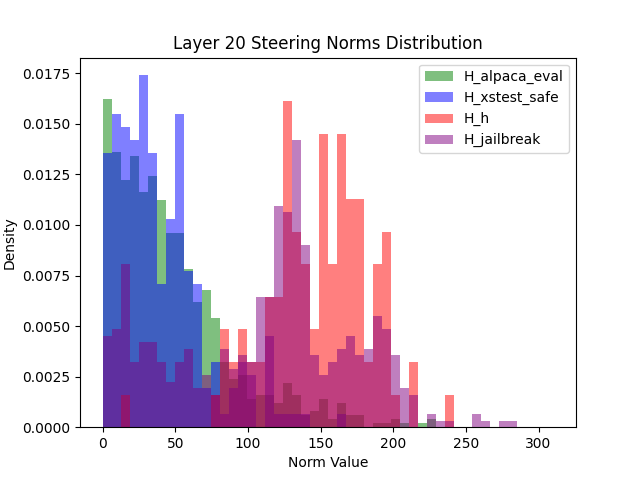 Layer 20 Steering Norms Distribution
H_alpaca_eval
H_xstest_safe
H_h
H_jailbreak
0.0175
0.0150
0.0125
0.0100
0.0075
0.0050
0.0025
0.0000
Density
0 50 100 150 200 250 300
Norm Value